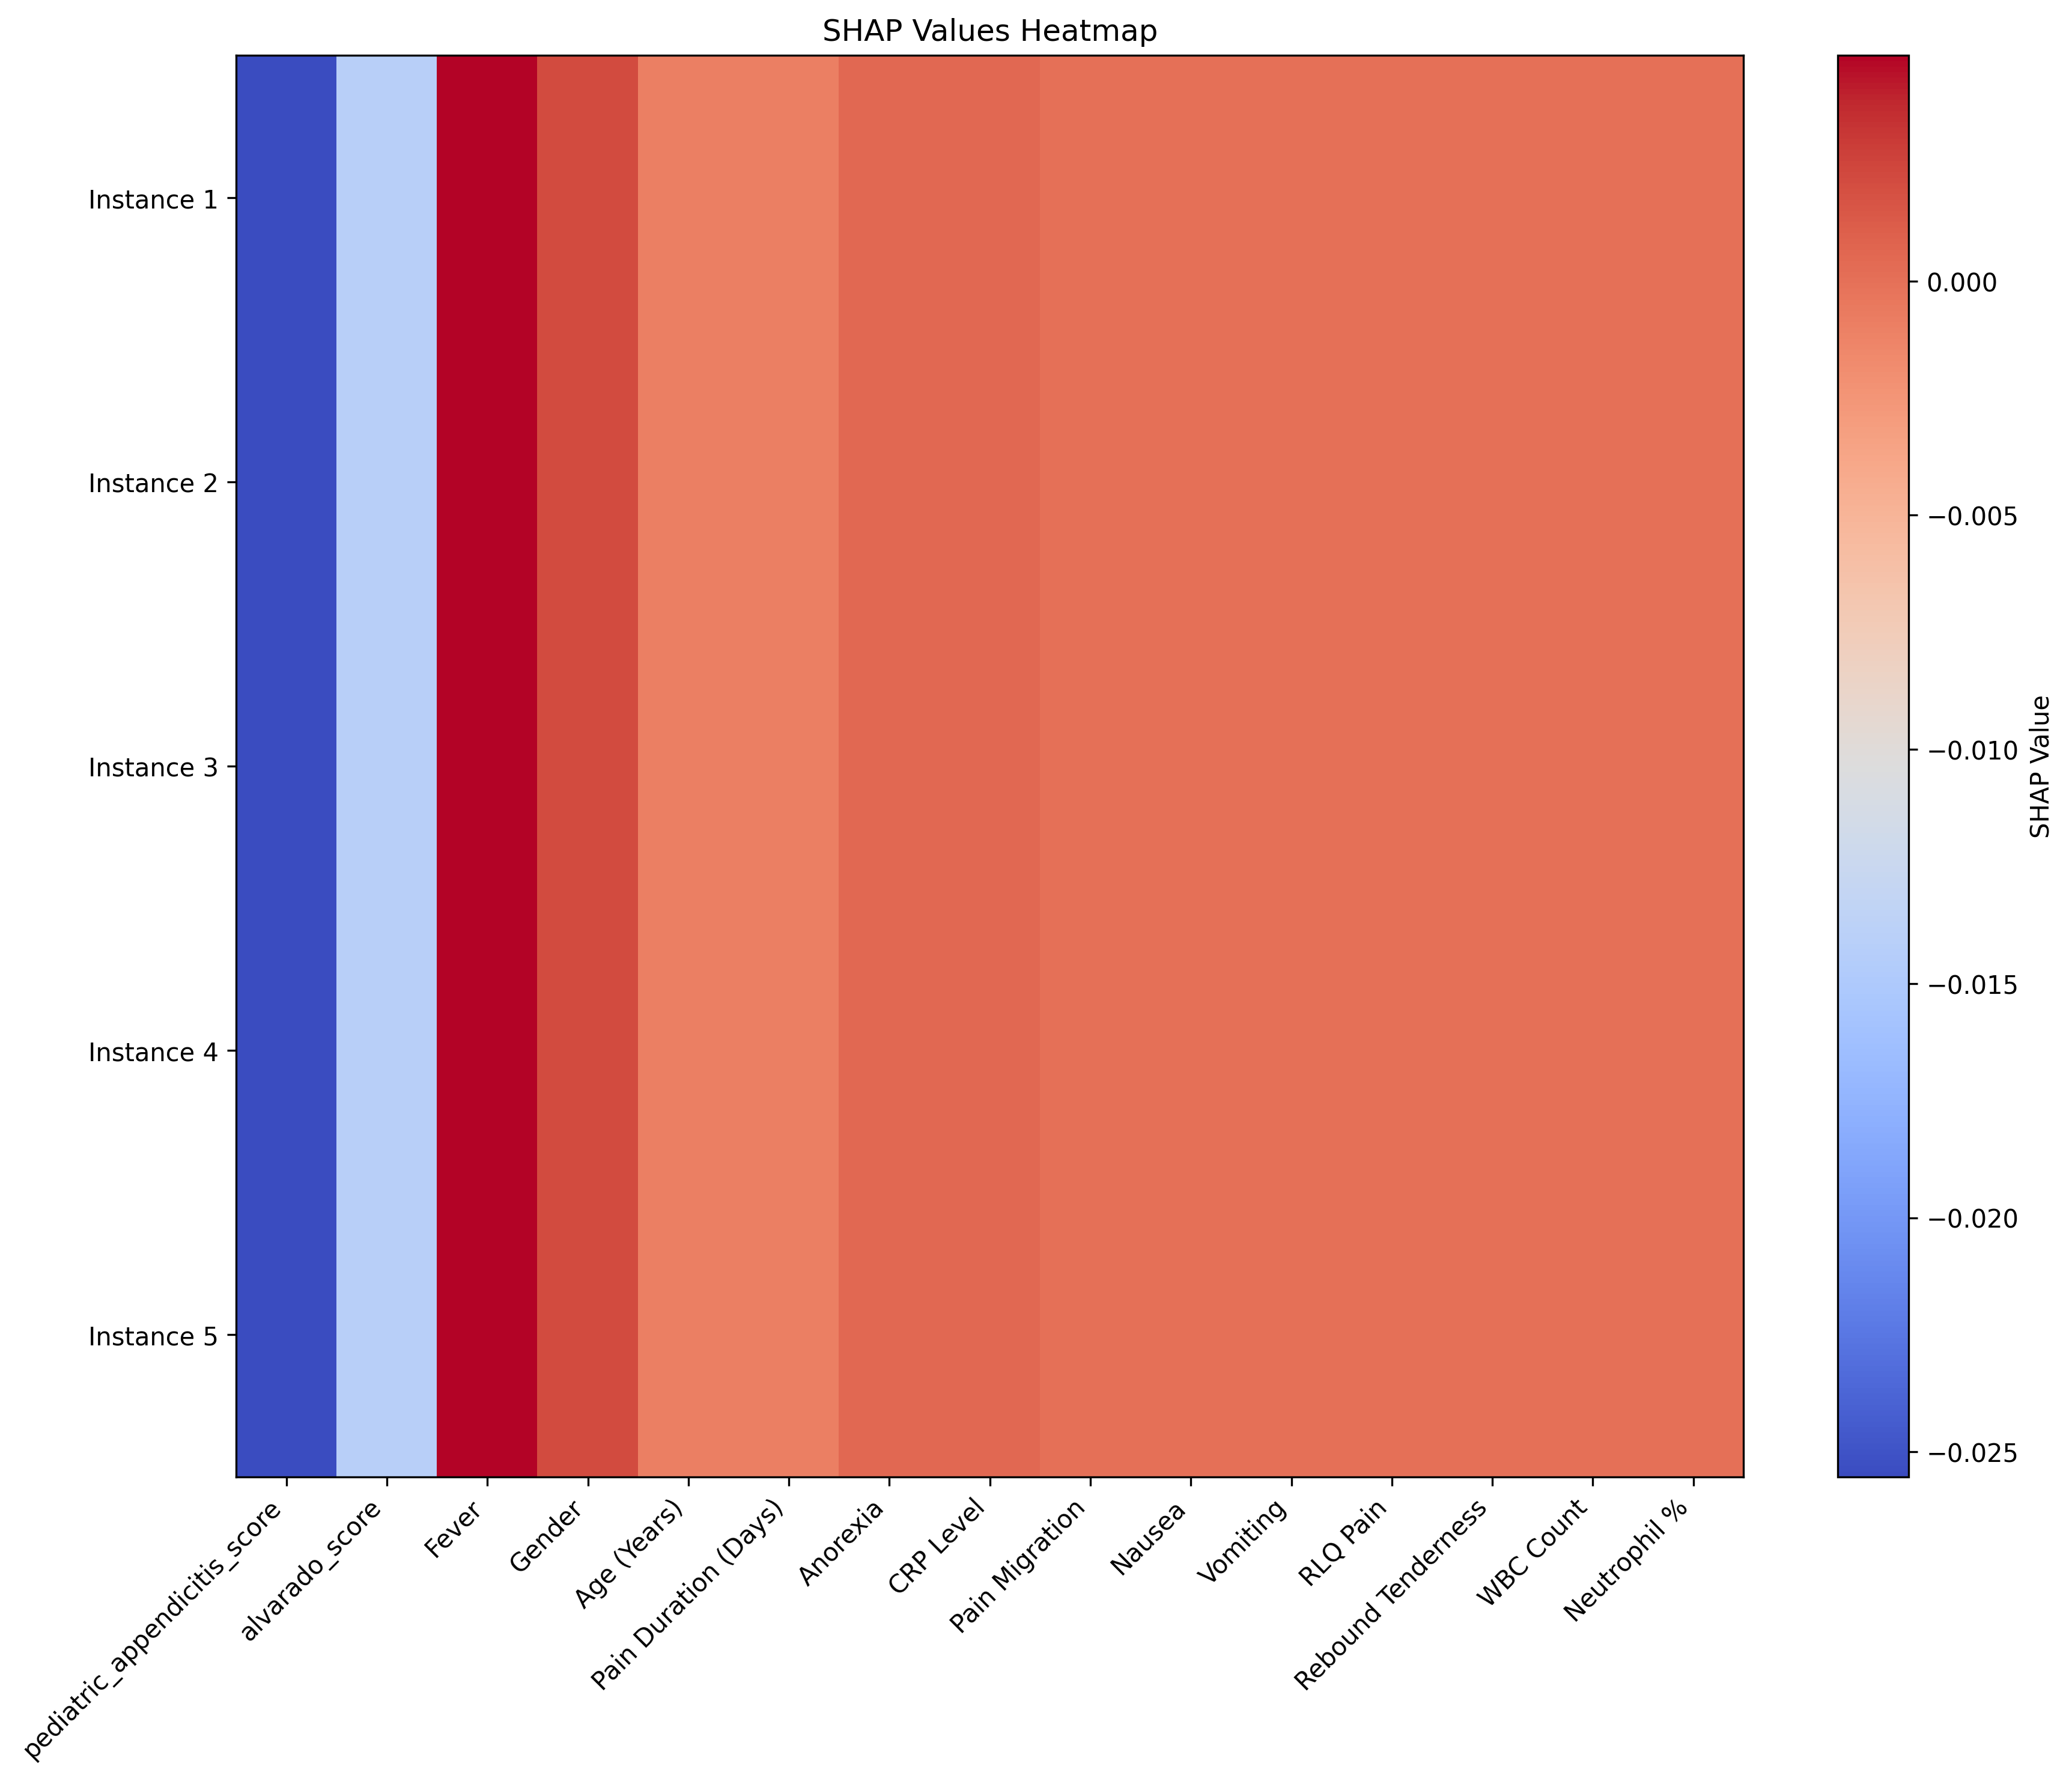 SHAP Values Heatmap
Instance 1
Instance 2
Instance 3
Instance 4
Instance 5
pediatric_appendicitis_score
alvarado_score
Fever
Gender
Age (Years)
Pain Duration (Days)
Anorexia
CRP Level
Pain Migration
Nausea
Vomiting
RLQ Pain
Rebound Tenderness
WBC Count
Neutrophil %
0.000
−0.005
−0.010
−0.015
−0.020
−0.025
SHAP Value